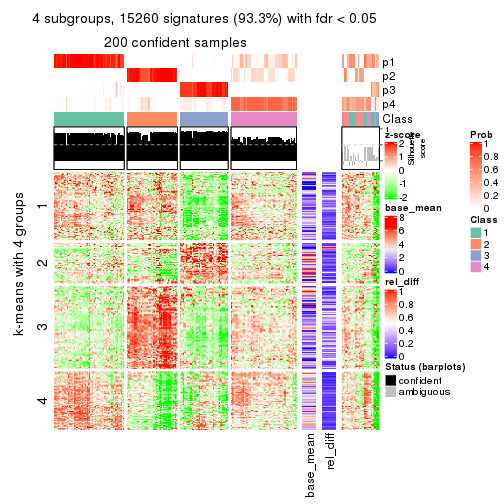 4 subgroups, 15260 signatures (93.3%) with fdr < 0.05
200 confident samples
p1
p2
p3
p4
Class
1
Silhouette
score
k-means with 4 groups
1
2
3
4
base_mean
rel_diff
z-score
2
1
0
-1
-2
base_mean
8
6
4
2
0
rel_diff
1
0.8
0.6
0.4
0.2
0
Status (barplots)
confident
ambiguous
Prob
1
0.8
0.6
0.4
0.2
0
Class
1
2
3
4